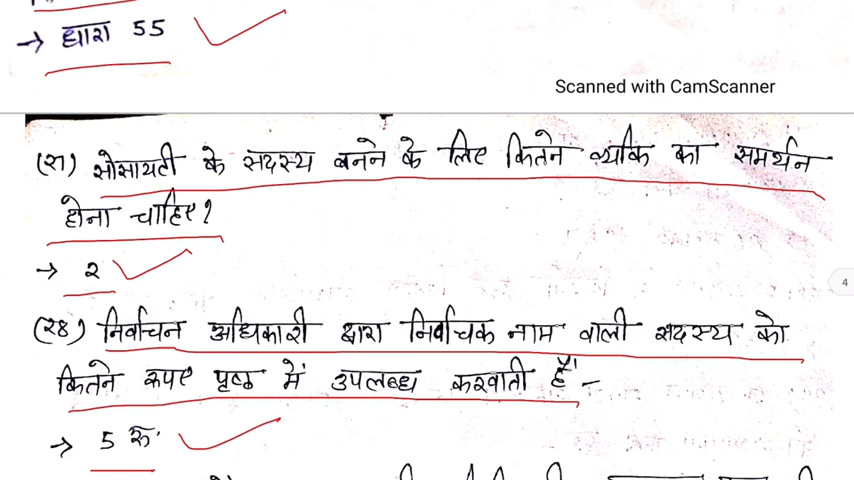 → धारा 55
Scanned with CamScanner
सोसायटी के सदस्य बनने के लिए कितने व्यक्ति का समर्थन
होना चाहिए?
→ २
(२४) निर्वाचन अधिकारी द्वारा निर्वाचक नाम वाली सदस्य को
कितने रुपए पृष्ठ में उपलब्ध करवाती हैं -
→ 5 रू.
4